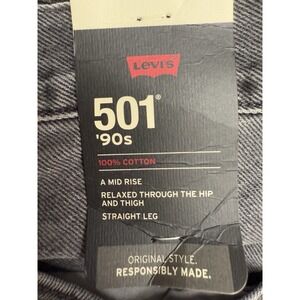 LEVI'S
501®
'90s
100% COTTON
A MID RISE
RELAXED THROUGH THE HIP
AND THIGH
STRAIGHT LEG
ORIGINAL STYLE.
RESPONSIBLY MADE.